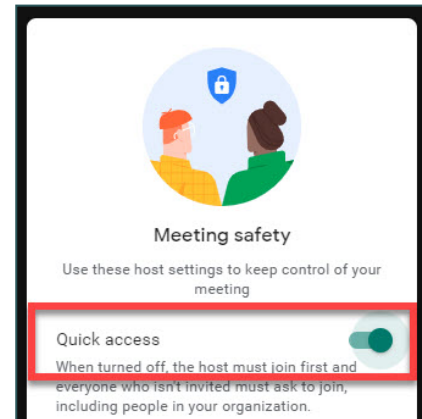 Meeting safety
Use these host settings to keep control of your
meeting
Quick access
When turned off, the host must join first and
everyone who isn't invited must ask to join,
including people in your organization.